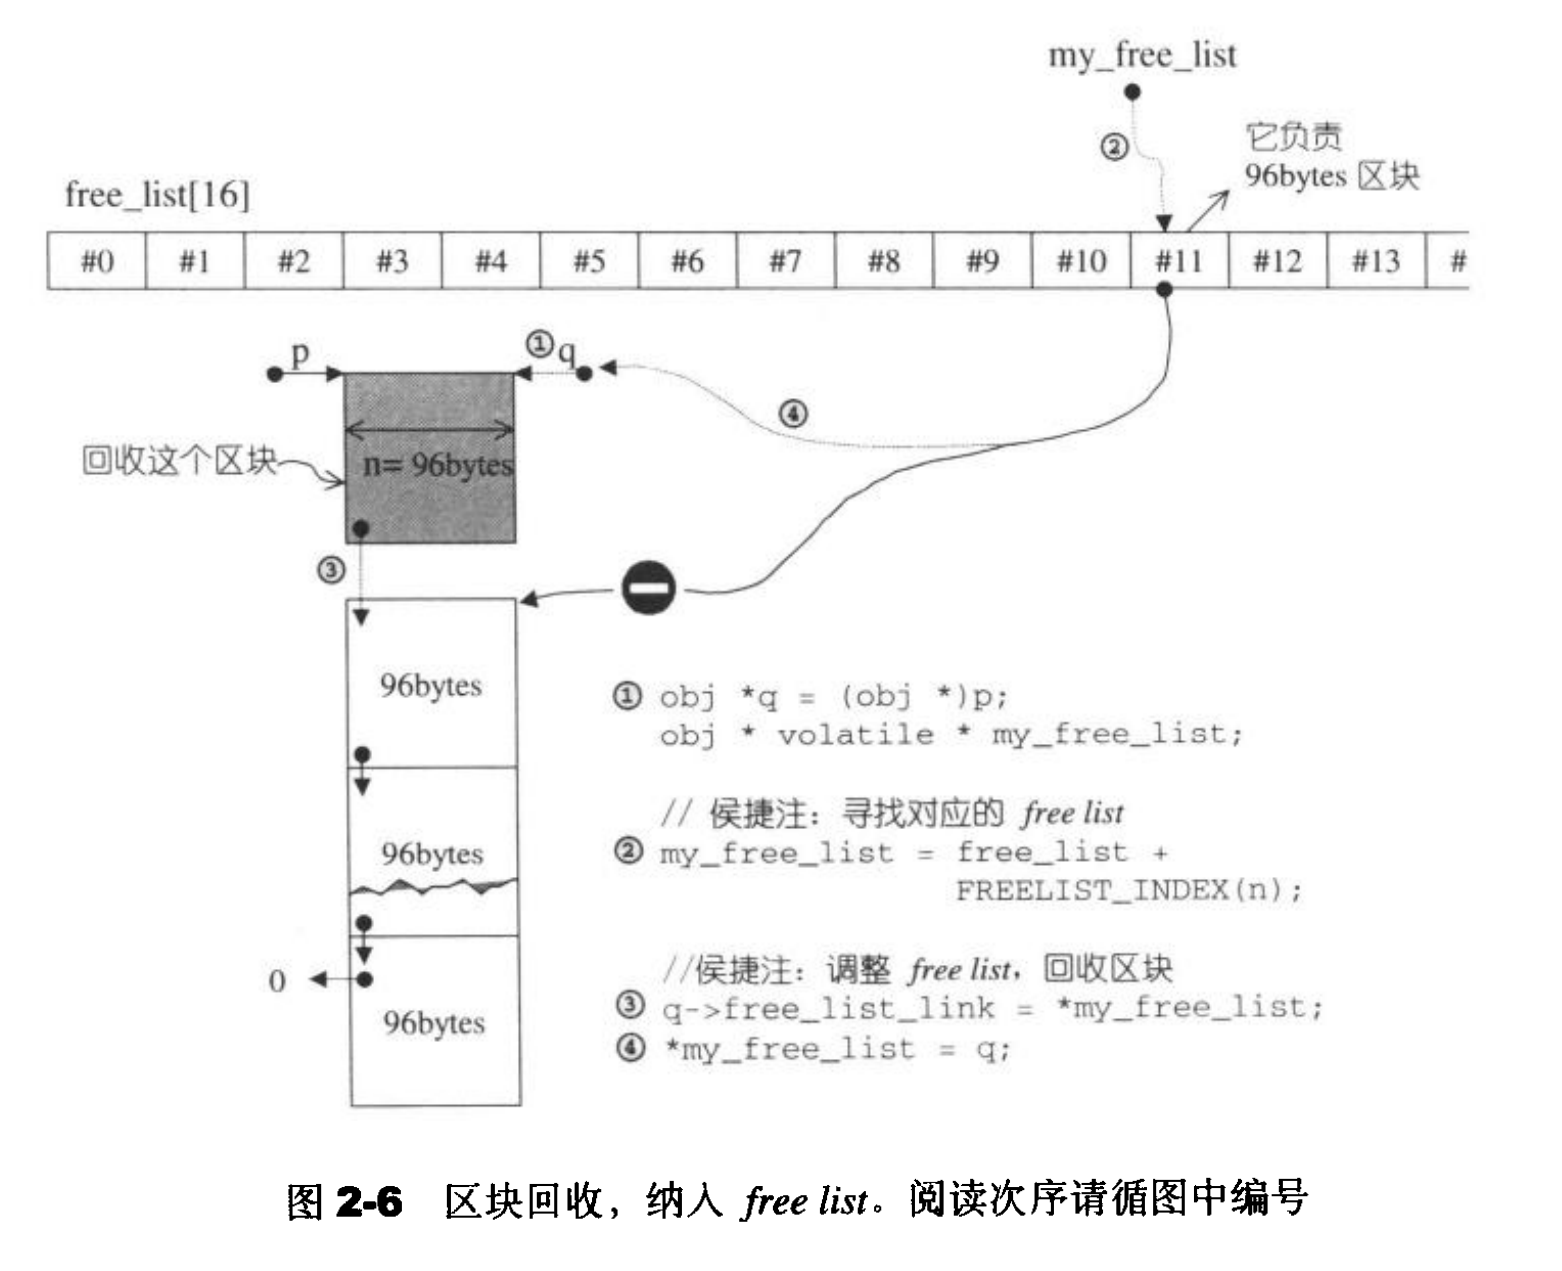 my_free_list
②
它负责
96bytes 区块
free_list[16]
#0 #1 #2 #3 #4 #5 #6 #7 #8 #9 #10 #11 #12 #13 #
p
①q
④
回收这个区块
n= 96bytes
③
96bytes
96bytes
0
96bytes
① obj *q = (obj *)p;
obj * volatile * my_free_list;
// 侯捷注：寻找对应的 free list
② my_free_list = free_list +
FREELIST_INDEX(n);
//侯捷注：调整 free list，回收区块
③ q->free_list_link = *my_free_list;
④ *my_free_list = q;
图 2-6 区块回收，纳入 free list。阅读次序请循图中编号